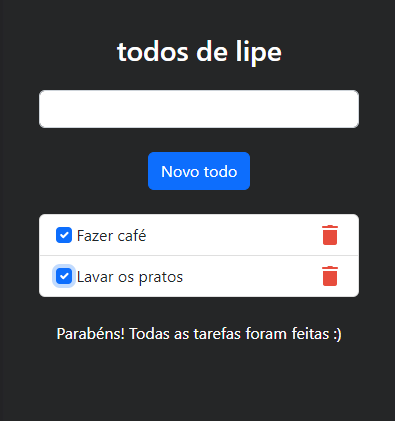 todos de lipe
Novo todo
Fazer café
Lavar os pratos
Parabéns! Todas as tarefas foram feitas :)